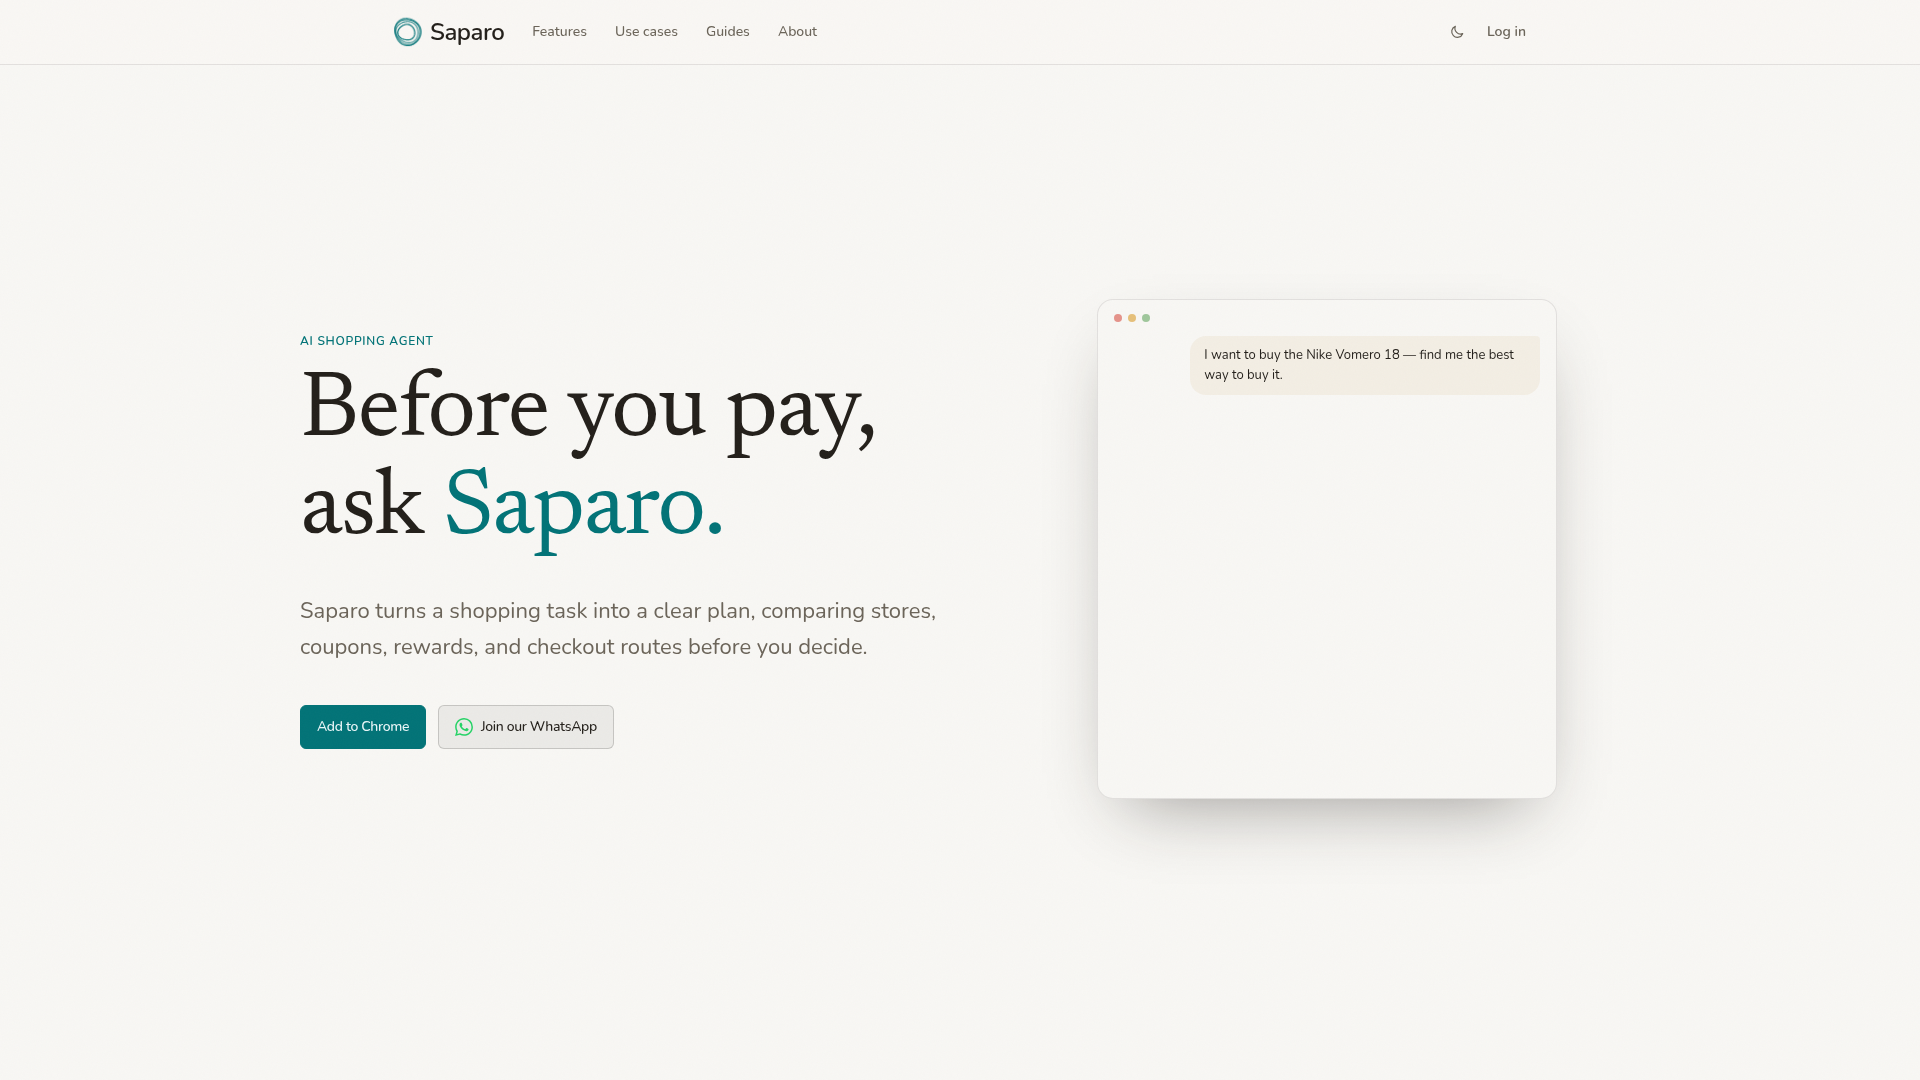 Saparo
Features
Use cases
Guides
About
Log in
AI SHOPPING AGENT
Before you pay,
ask Saparo.
Saparo turns a shopping task into a clear plan, comparing stores,
coupons, rewards, and checkout routes before you decide.
Add to Chrome
Join our WhatsApp
I want to buy the Nike Vomero 18 — find me the best
way to buy it.